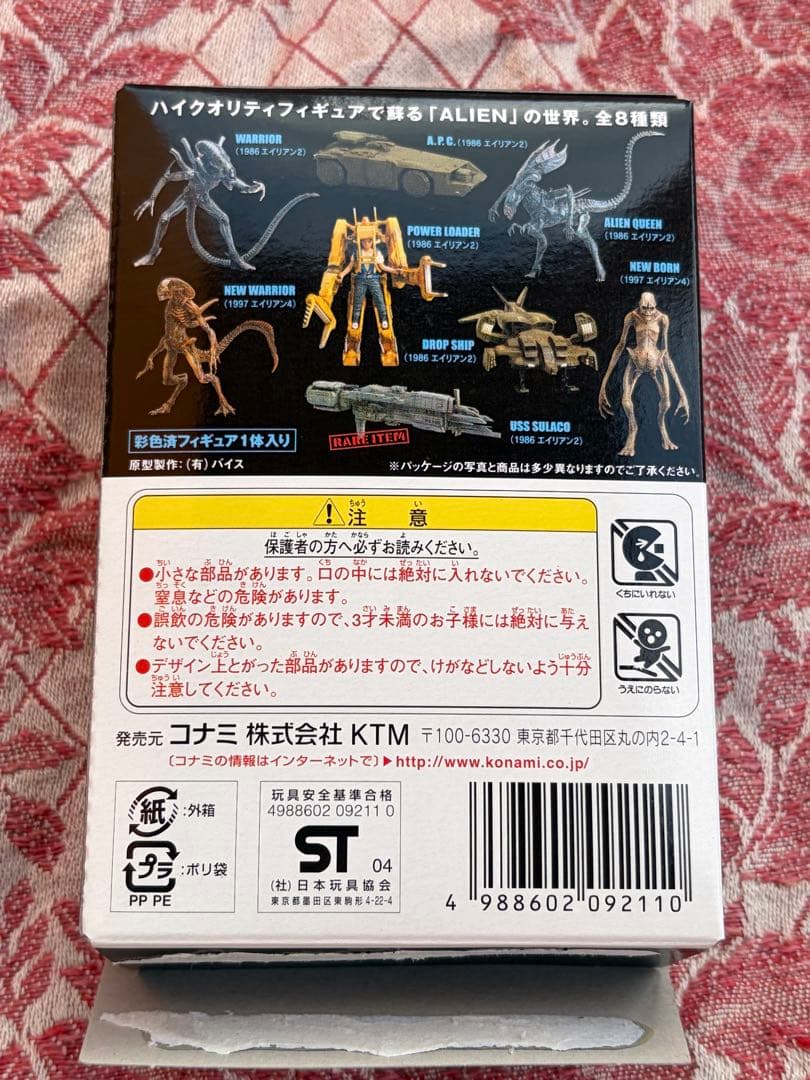 ハイクオリティフィギュアで蘇る「ALIEN」の世界。全8種類
WARRIOR
(1986 エイリアン2)
A.P.C.(1986 エイリアン2)
ALIEN QUEEN
(1986 エイリアン2)
POWER LOADER
(1986 エイリアン2)
NEW WARRIOR
(1997 エイリアン4)
NEW BORN
(1997 エイリアン4)
DROP SHIP
(1986 エイリアン2)
USS SULACO
(1986 エイリアン2)
RARE ITEM
彩色済フィギュア1体入り
原型製作:(有)バイス
※パッケージの写真と商品は多少異なりますのでご了承ください。
注意
保護者の方へ必ずお読みください。
●小さな部品があります。口の中には絶対に入れないでください。
窒息などの危険があります。
●誤飲の危険がありますので、3才未満のお子様には絶対に与え
ないでください。
●デザイン上とがった部品がありますので、けがなどしないよう十分
注意してください。
くちにいれない
うえにのらない
発売元 コナミ 株式会社 KTM 〒100-6330 東京都千代田区丸の内2-4-1
〔コナミの情報はインターネットで〕▶http://www.konami.co.jp/
紙 :外箱
プラ :ポリ袋
PP PE
玩具安全基準合格
4988602 09211 0
ST 04
(社)日本玩具協会
東京都墨田区東駒形4-22-4
4 988602 092110